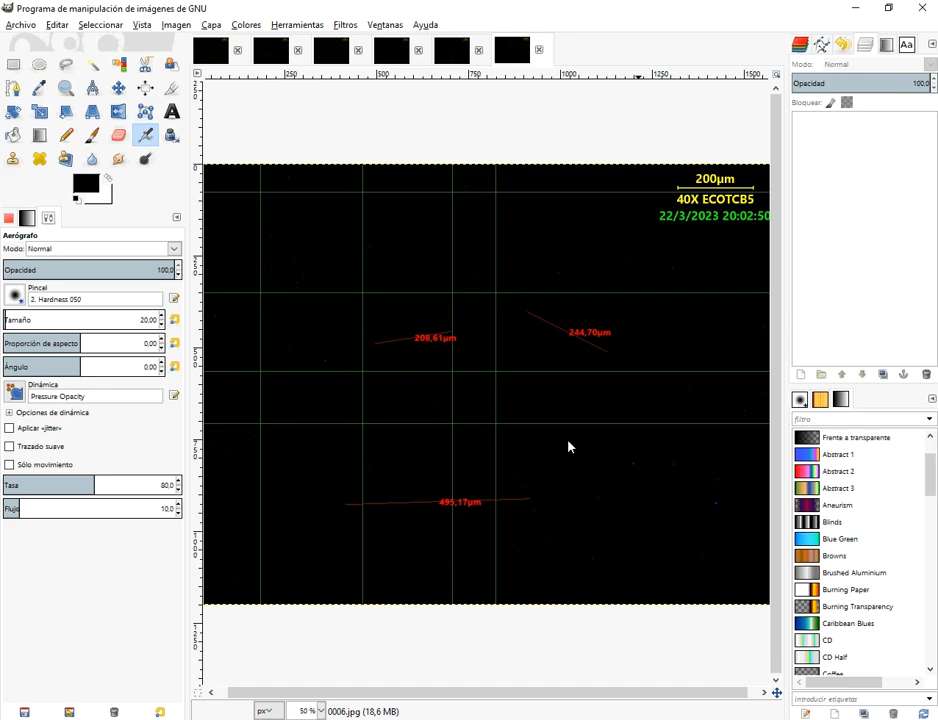 Programa de manipulación de imágenes de GNU
Archivo Editar Seleccionar Vista Imagen Capa Colores Herramientas Filtros Ventanas Ayuda
250 500 750 1000 1250 1500
Aerógrafo
Modo: Normal
Opacidad 100,0
Pincel
2. Hardness 050
Tamaño 20,00
Proporción de aspecto 0,00
Ángulo 0,00
Dinámica
Pressure Opacity
Opciones de dinámica
Aplicar «jitter»
Trazado suave
Sólo movimiento
Tasa 80,0
Flujo 10,0
200µm
40X ECOTCB5
22/3/2023 20:02:50
208,61µm
244,70µm
495,17µm
px 50 % 0006.jpg (18,6 MB)
Modo: Normal
Opacidad 100,0
Bloquear:
filtro
Frente a transparente
Abstract 1
Abstract 2
Abstract 3
Aneurism
Blinds
Blue Green
Browns
Brushed Aluminium
Burning Paper
Burning Transparency
Caribbean Blues
CD
CD Half
Coffee
introducir etiquetas